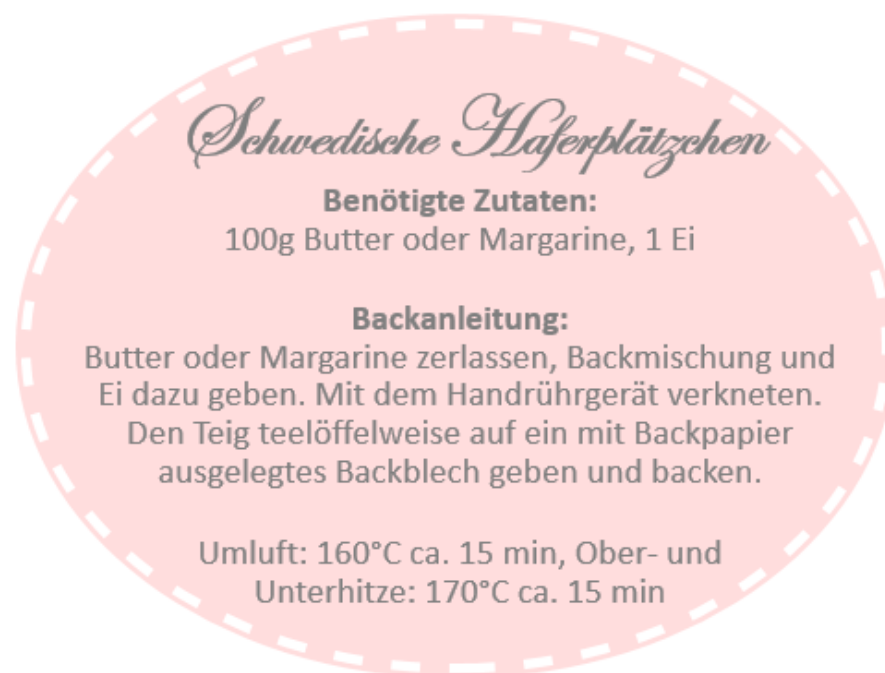 Schwedische Haferplätzchen
Benötigte Zutaten:
100g Butter oder Margarine, 1 Ei
Backanleitung:
Butter oder Margarine zerlassen, Backmischung und
Ei dazu geben. Mit dem Handrührgerät verkneten.
Den Teig teelöffelweise auf ein mit Backpapier
ausgelegtes Backblech geben und backen.
Umluft: 160°C ca. 15 min, Ober- und
Unterhitze: 170°C ca. 15 min